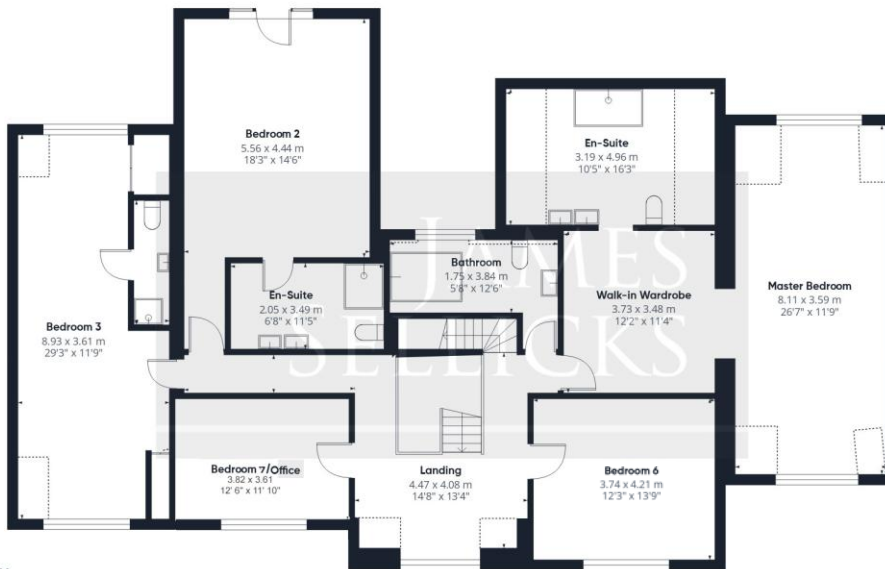 Bedroom 2
5.56 x 4.44 m
18'3" x 14'6"
En-Suite
3.19 x 4.96 m
10'5" x 16'3"
JAMES
SELLICKS
Bathroom
1.75 x 3.84 m
5'8" x 12'6"
En-Suite
2.05 x 3.49 m
6'8" x 11'5"
Walk-in Wardrobe
3.73 x 3.48 m
12'2" x 11'4"
Master Bedroom
8.11 x 3.59 m
26'7" x 11'9"
Bedroom 3
8.93 x 3.61 m
29'3" x 11'9"
Bedroom 7/Office
3.82 x 3.61
12' 6" x 11' 10"
Landing
4.47 x 4.08 m
14'8" x 13'4"
Bedroom 6
3.74 x 4.21 m
12'3" x 13'9"